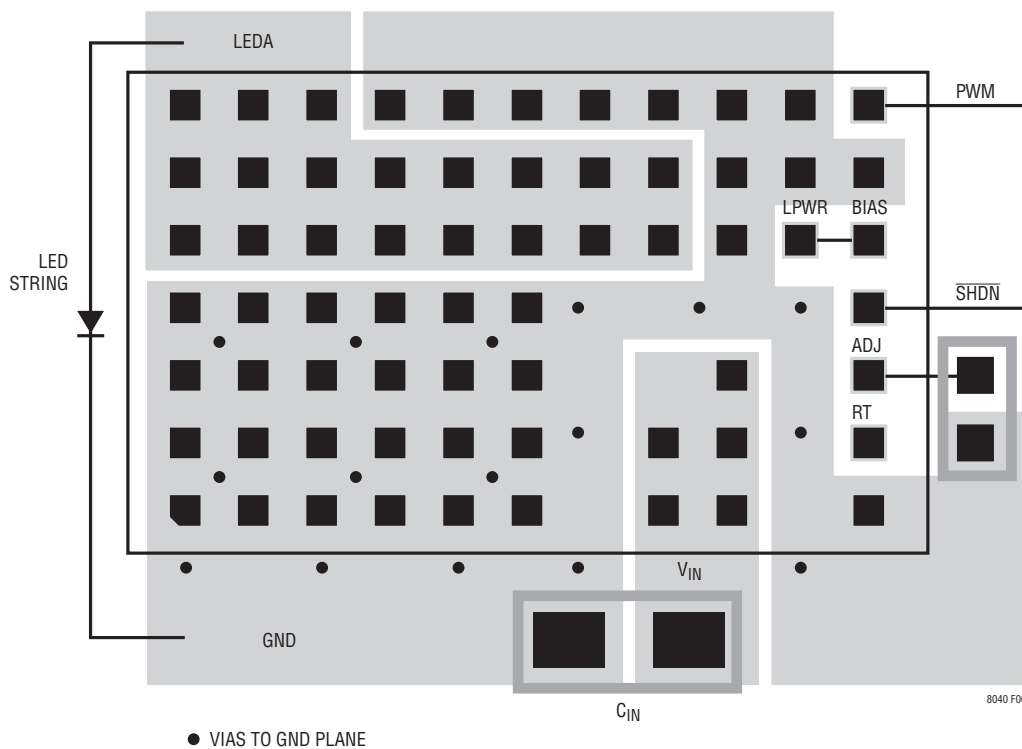 LEDA
PWM
LPWR BIAS
LED
STRING
SHDN
ADJ
RT
VIN
GND
8040 F0
CIN
VIAS TO GND PLANE